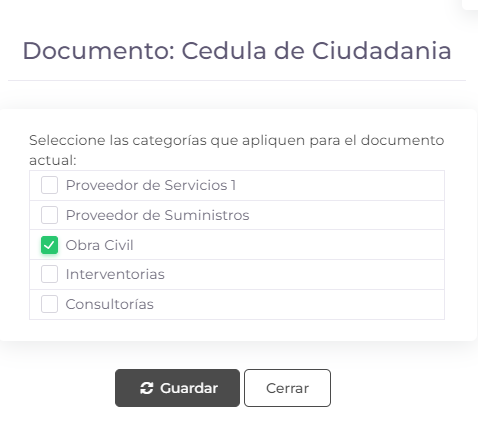 Documento: Cedula de Ciudadania
Seleccione las categorías que apliquen para el documento
actual:
Proveedor de Servicios 1
Proveedor de Suministros
Obra Civil
Interventorias
Consultorías
Guardar
Cerrar